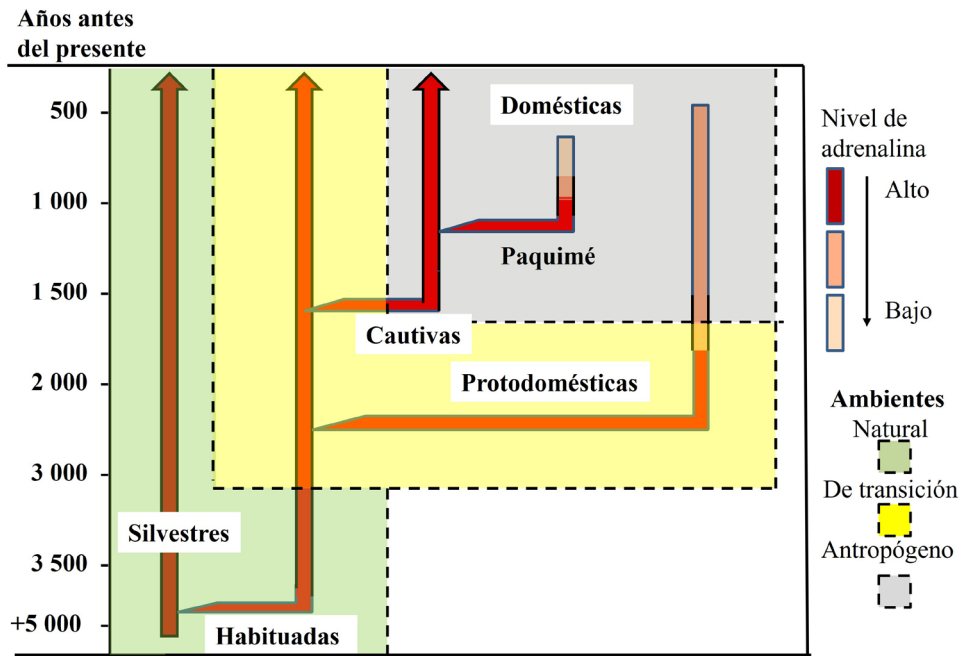 Años antes
del presente
500
1 000
1 500
2 000
3 000
3 500
+5 000
Domésticas
Paquimé
Cautivas
Protodomésticas
Silvestres
Habituadas
Nivel de
adrenalina
Alto
Bajo
Ambientes
Natural
De transición
Antropógeno